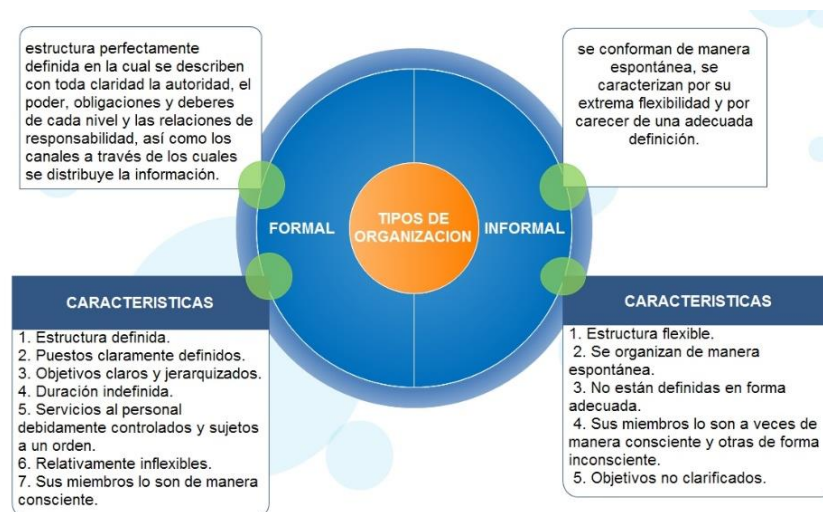 estructura perfectamente
definida en la cual se describen
con toda claridad la autoridad, el
poder, obligaciones y deberes
de cada nivel y las relaciones de
responsabilidad, así como los
canales a través de los cuales
se distribuye la información.
se conforman de manera
espontánea, se
caracterizan por su
extrema flexibilidad y por
carecer de una adecuada
definición.
FORMAL
TIPOS DE
ORGANIZACION
INFORMAL
CARACTERISTICAS
1. Estructura definida.
2. Puestos claramente definidos.
3. Objetivos claros y jerarquizados.
4. Duración indefinida.
5. Servicios al personal
debidamente controlados y sujetos
a un orden.
6. Relativamente inflexibles.
7. Sus miembros lo son de manera
consciente.
CARACTERISTICAS
1. Estructura flexible.
2. Se organizan de manera
espontánea.
3. No están definidas en forma
adecuada.
4. Sus miembros lo son a veces de
manera consciente y otras de forma
inconsciente.
5. Objetivos no clarificados.